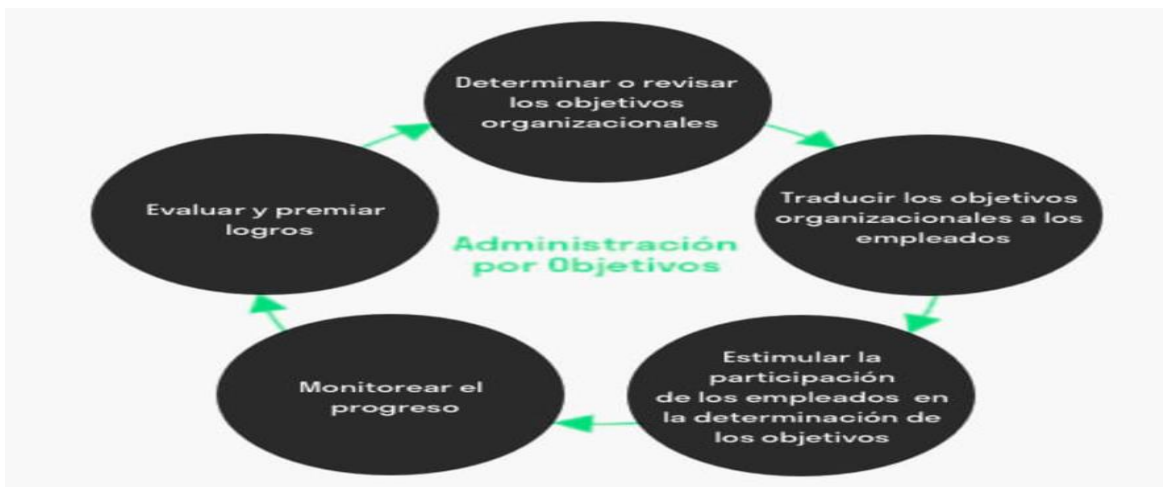 Determinar o revisar
los objetivos
organizacionales
Traducir los objetivos
organizacionales a los
empleados
Estimular la
participación
de los empleados en
la determinación de
los objetivos
Monitorear el
progreso
Evaluar y premiar
logros
Administración
por Objetivos